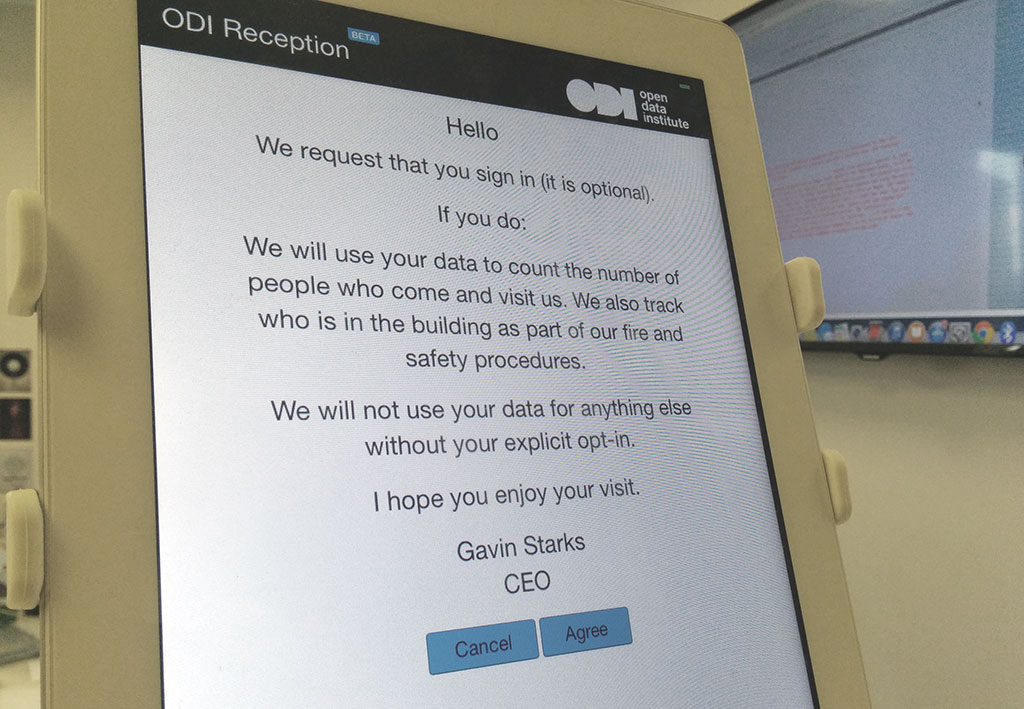 ODI Reception BETA
ODI open
data
institute
Hello
We request that you sign in (it is optional).
If you do:
We will use your data to count the number of
people who come and visit us. We also track
who is in the building as part of our fire and
safety procedures.
We will not use your data for anything else
without your explicit opt-in.
I hope you enjoy your visit.
Gavin Starks
CEO
Cancel Agree